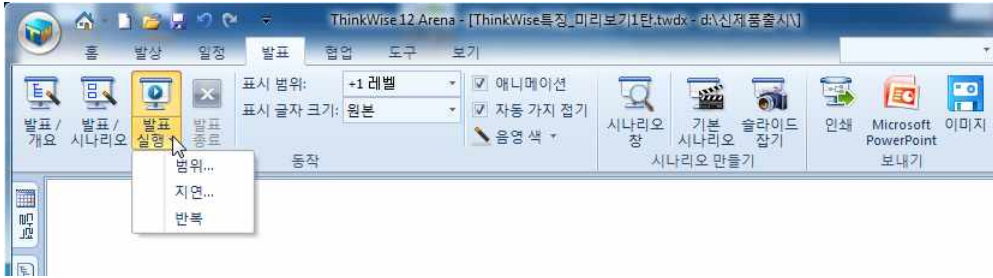 ThinkWise 12 Arena - [ThinkWise특징_미리보기1탄.twdx - d:\신제품출시\]
홈 발상 일정 발표 협업 도구 보기
표시 범위: +1 레벨
애니메이션
표시 글자 크기: 원본
자동 가지 접기
음영 색
발표 / 개요
발표 / 시나리오
발표 실행
발표 종료
시나리오 창
기본 시나리오
슬라이드 잡기
인쇄
Microsoft PowerPoint
이미지
동작
시나리오 만들기
보내기
범위...
지연...
반복